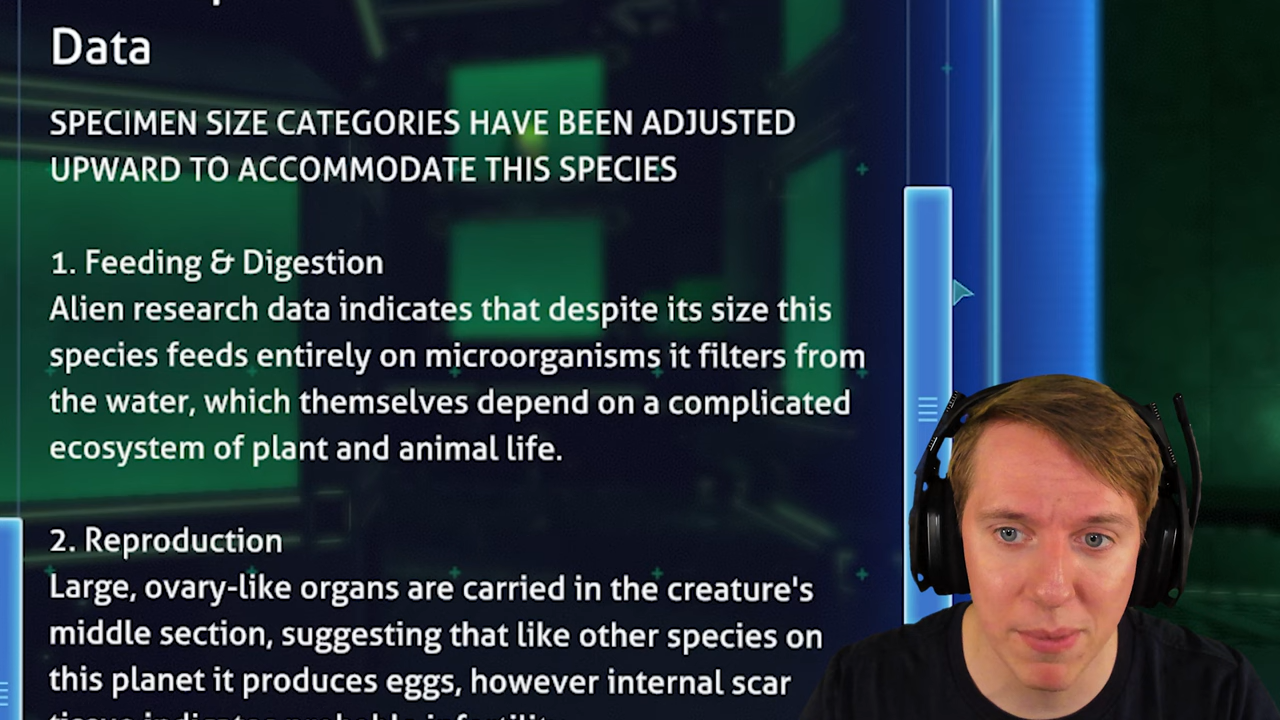 Data
SPECIMEN SIZE CATEGORIES HAVE BEEN ADJUSTED
UPWARD TO ACCOMMODATE THIS SPECIES
1. Feeding & Digestion
Alien research data indicates that despite its size this
species feeds entirely on microorganisms it filters from
the water, which themselves depend on a complicated
ecosystem of plant and animal life.
2. Reproduction
Large, ovary-like organs are carried in the creature's
middle section, suggesting that like other species on
this planet it produces eggs, however internal scar